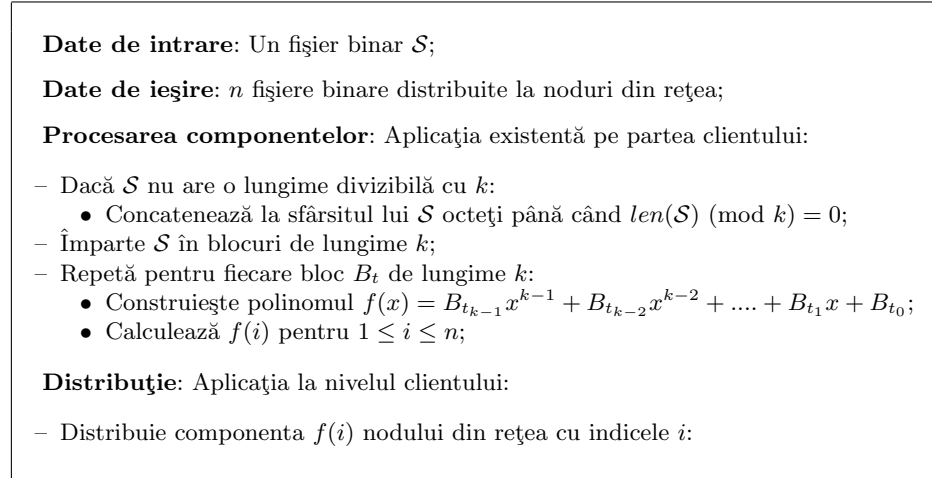 Date de intrare: Un fişier binar 𝒮;
Date de ieşire: n fişiere binare distribuite la noduri din reţea;
Procesarea componentelor: Aplicaţia existentă pe partea clientului:
– Dacă 𝒮 nu are o lungime divizibilă cu k:
• Concatenează la sfârsitul lui 𝒮 octeţi până când len(𝒮) (mod k) = 0;
– Împarte 𝒮 în blocuri de lungime k;
– Repetă pentru fiecare bloc B_t de lungime k:
• Construieşte polinomul f(x) = B_{t_{k−1}}x^{k−1} + B_{t_{k−2}}x^{k−2} + .... + B_{t_1}x + B_{t_0};
• Calculează f(i) pentru 1 ≤ i ≤ n;
Distribuţie: Aplicaţia la nivelul clientului:
– Distribuie componenta f(i) nodului din reţea cu indicele i: